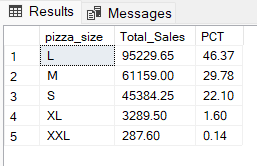 Results Messages
pizza_size Total_Sales PCT
1 L 95229.65 46.37
2 M 61159.00 29.78
3 S 45384.25 22.10
4 XL 3289.50 1.60
5 XXL 287.60 0.14